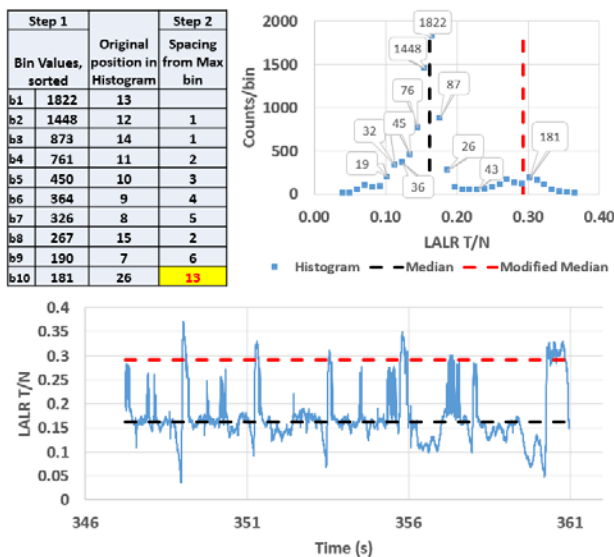 Step 1 Step 2
Bin Values, sorted Original position in Histogram Spacing from Max bin
b1 1822 13
b2 1448 12 1
b3 873 14 1
b4 761 11 2
b5 450 10 3
b6 364 9 4
b7 326 8 5
b8 267 15 2
b9 190 7 6
b10 181 26 13
Counts/bin
2000
1500
1000
500
0
1822
1448
76
87
45
32
26
19
36
43
181
0.00 0.10 0.20 0.30 0.40
LALR T/N
Histogram Median Modified Median
LALR T/N
0.4
0.35
0.3
0.25
0.2
0.15
0.1
0.05
0
346 351 356 361
Time (s)